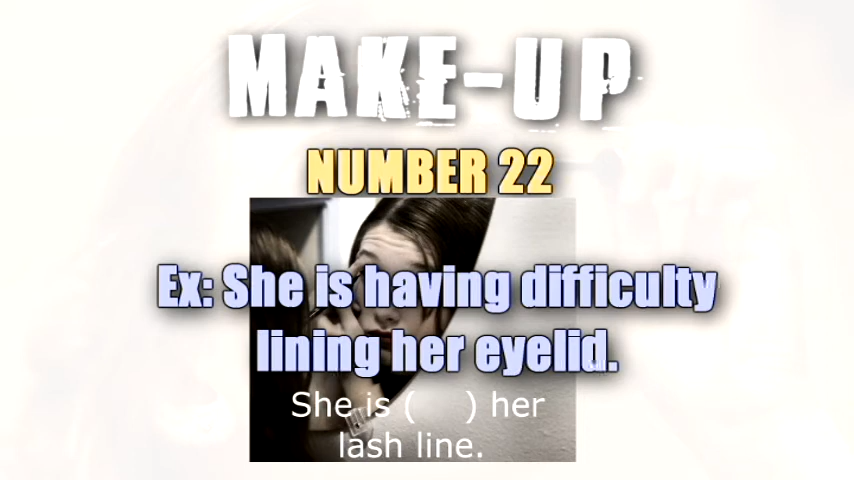 MAKE-UP
NUMBER 22
Ex: She is having difficulty
lining her eyelid.
She is (    ) her
lash line.